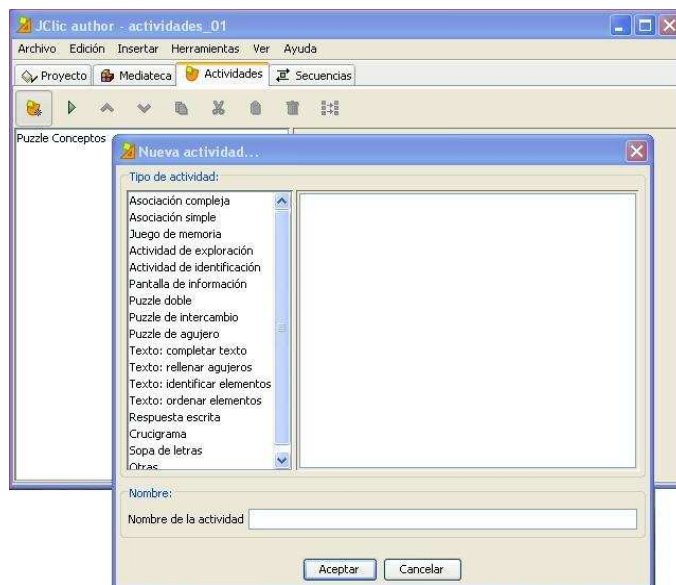 JClic author - actividades_01
Archivo Edición Insertar Herramientas Ver Ayuda
Proyecto Mediateca Actividades Secuencias
Puzzle Conceptos
Nueva actividad...
Tipo de actividad:
Asociación compleja
Asociación simple
Juego de memoria
Actividad de exploración
Actividad de identificación
Pantalla de información
Puzzle doble
Puzzle de intercambio
Puzzle de agujero
Texto: completar texto
Texto: rellenar agujeros
Texto: identificar elementos
Texto: ordenar elementos
Respuesta escrita
Crucigrama
Sopa de letras
Otras
Nombre:
Nombre de la actividad
Aceptar Cancelar